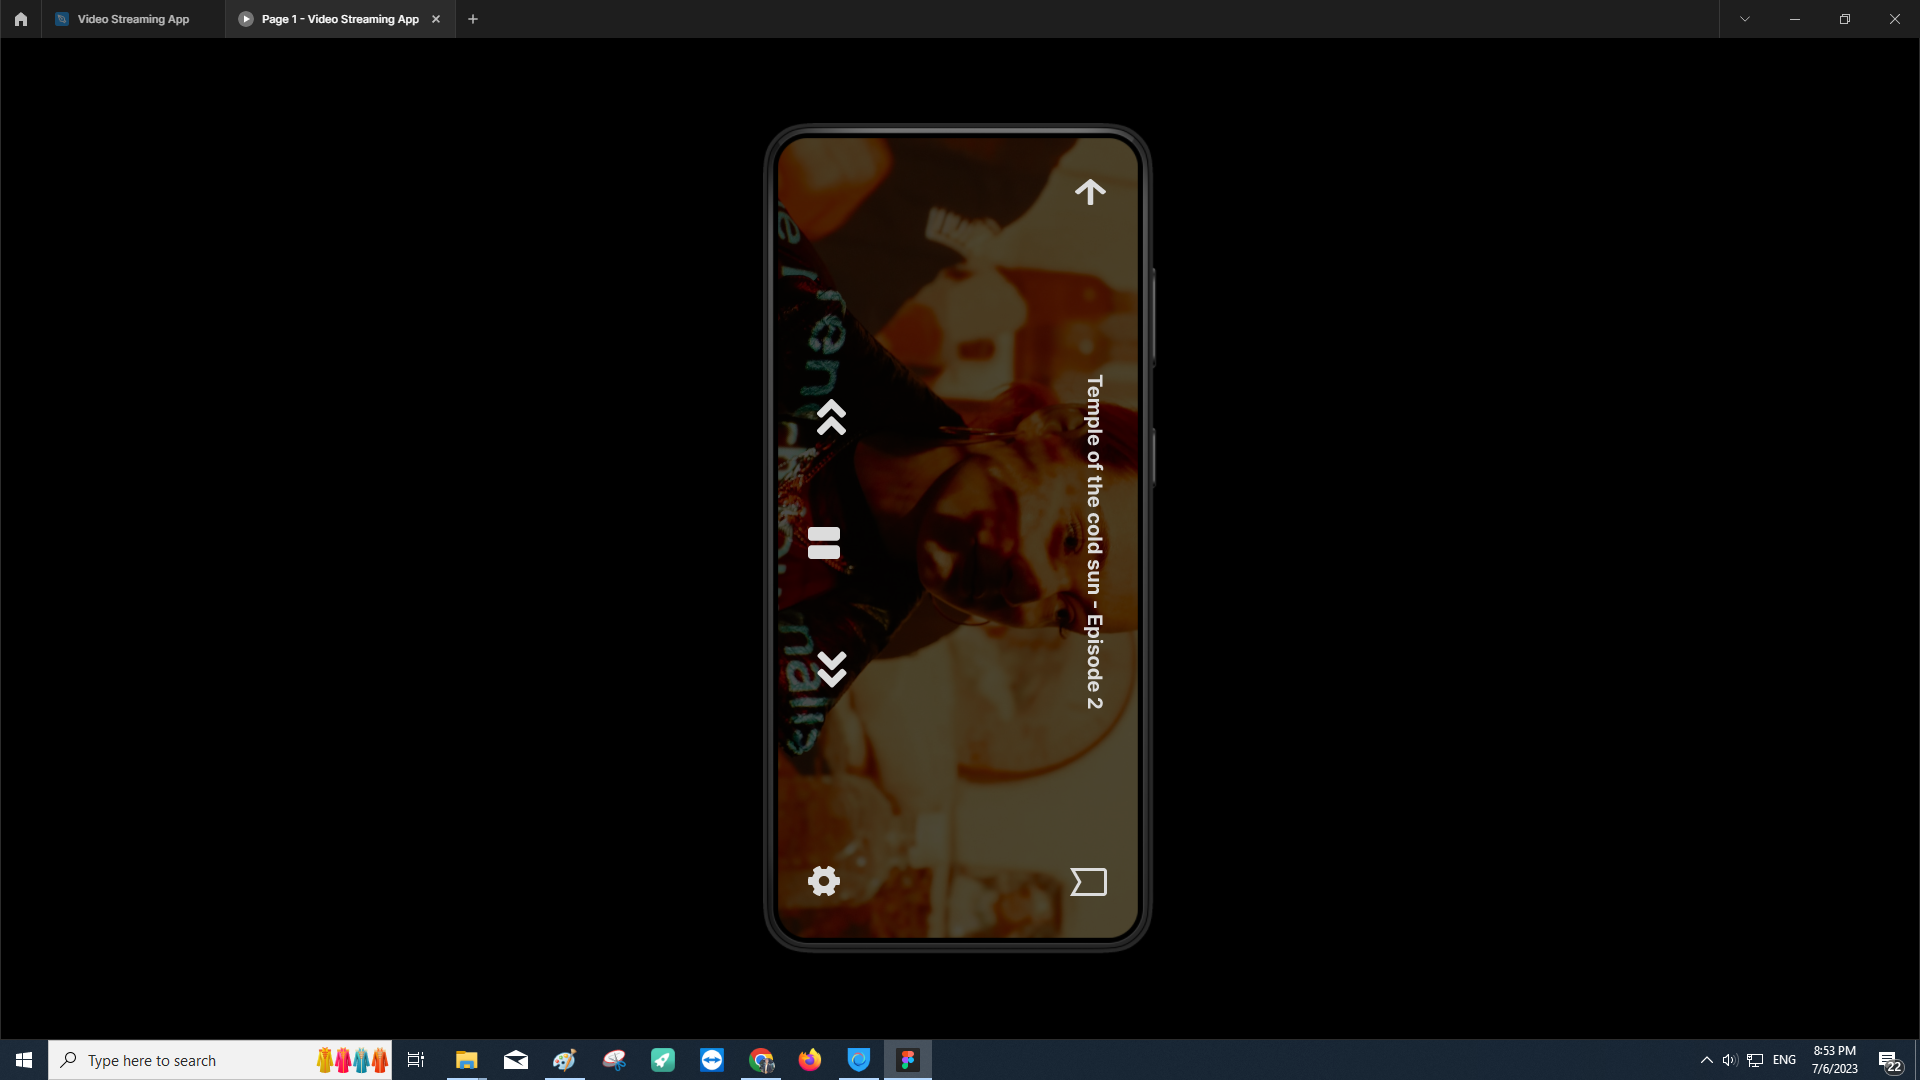 Video Streaming App
Page 1 - Video Streaming App
Temple of the cold sun - Episode 2
Type here to search
ENG
8:53 PM
7/6/2023
22